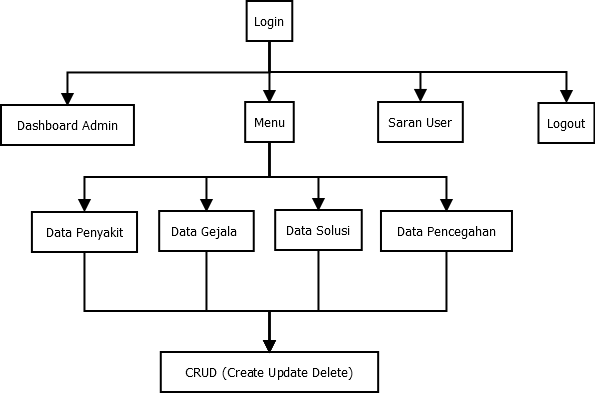 Login
Dashboard Admin
Menu
Saran User
Logout
Data Penyakit
Data Gejala
Data Solusi
Data Pencegahan
CRUD (Create Update Delete)